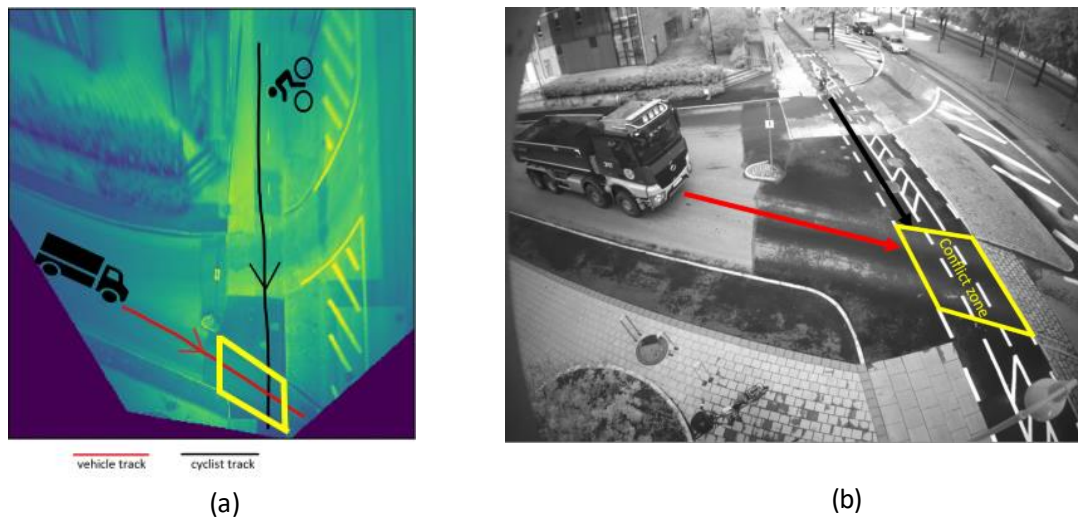 Conflict zone
vehicle track
cyclist track
(a)
(b)